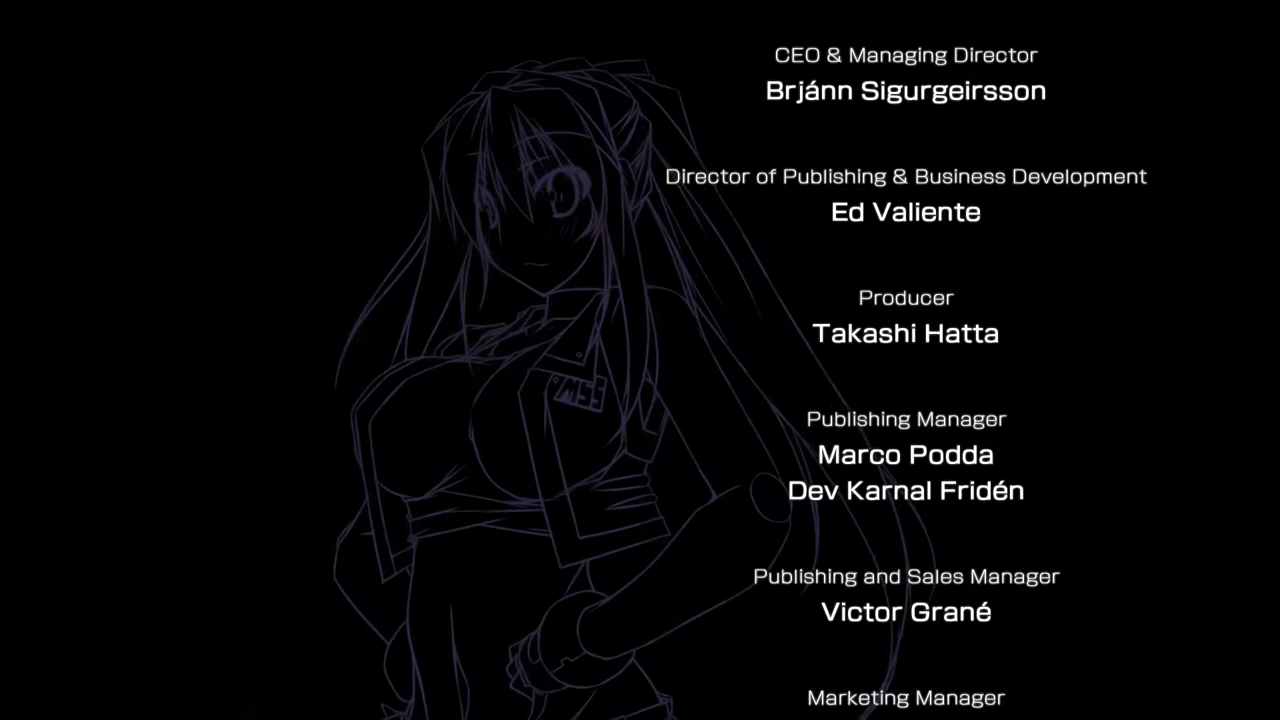 CEO & Managing Director
Brjánn Sigurgeirsson
Director of Publishing & Business Development
Ed Valiente
Producer
Takashi Hatta
Publishing Manager
Marco Podda
Dev Karnal Fridén
Publishing and Sales Manager
Victor Grané
Marketing Manager